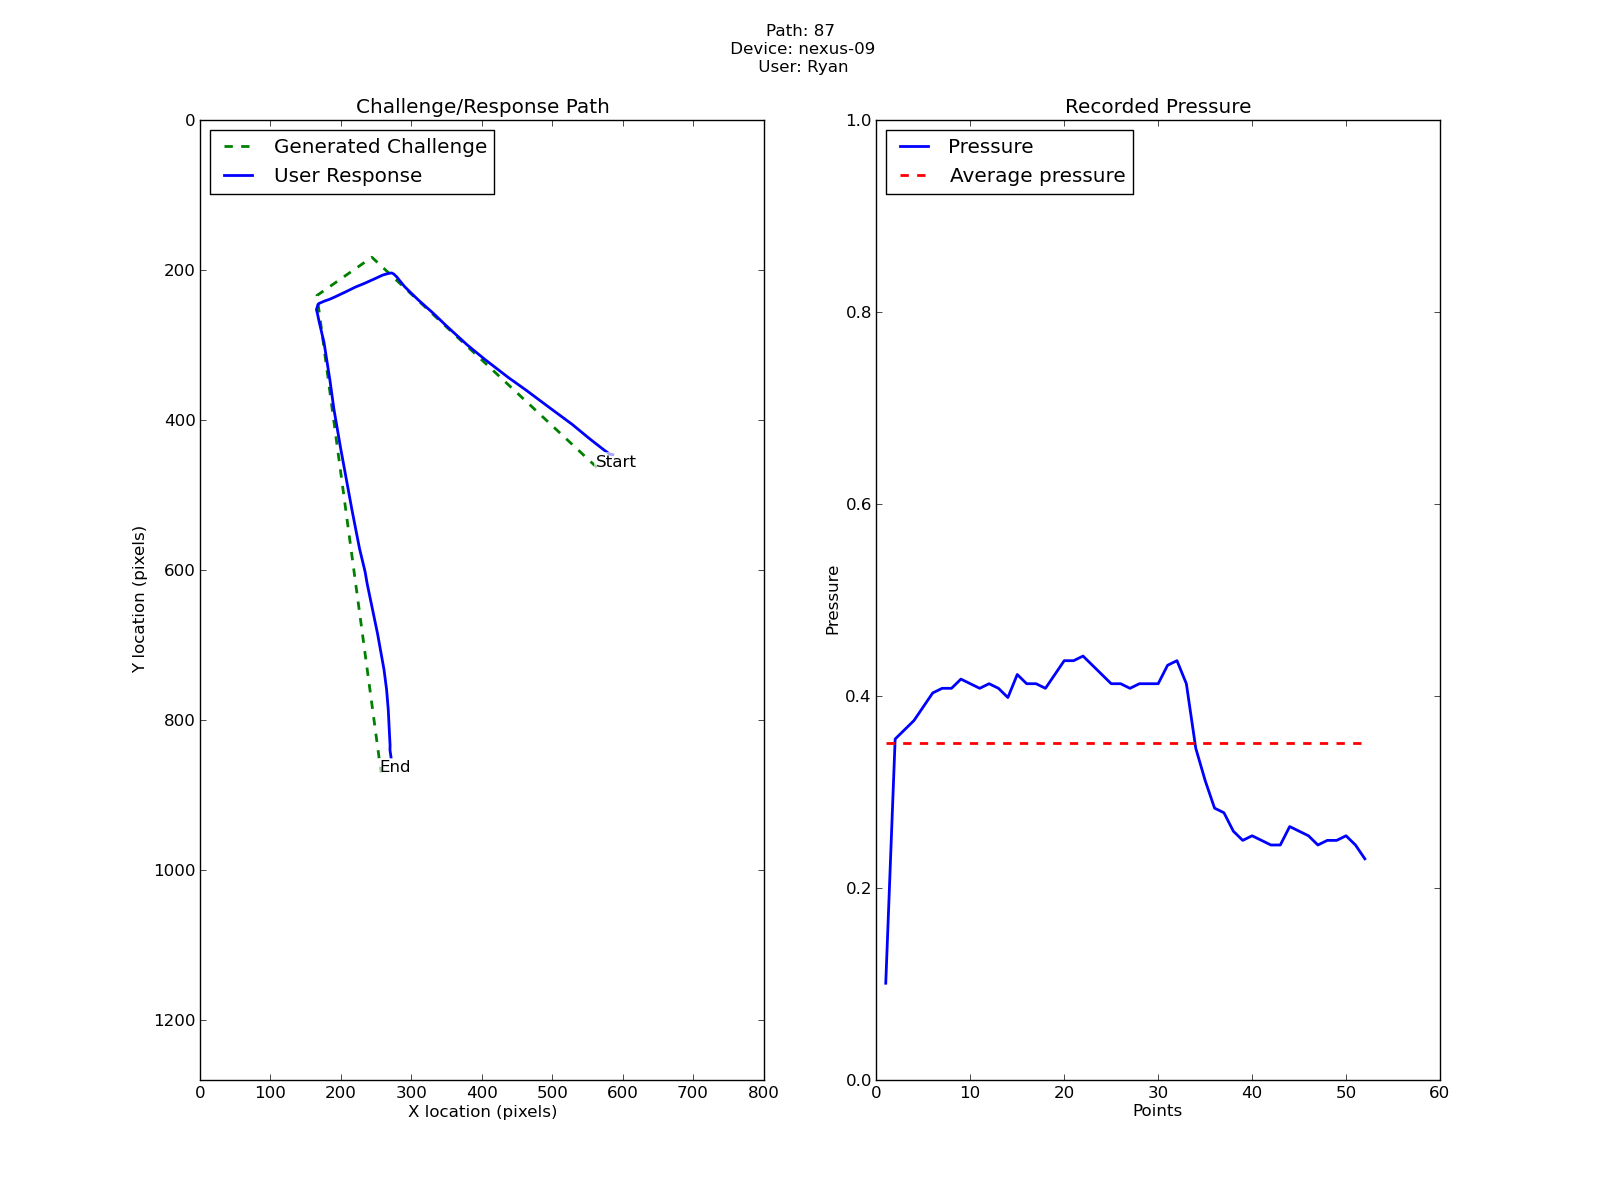 Path: 87
Device: nexus-09
User: Ryan
Challenge/Response Path
Generated Challenge
User Response
0
200
400
600
800
1000
1200
Y location (pixels)
Start
End
0 100 200 300 400 500 600 700 800
X location (pixels)
Recorded Pressure
Pressure
Average pressure
1.0
0.8
0.6
0.4
0.2
0.0
Pressure
0 10 20 30 40 50 60
Points